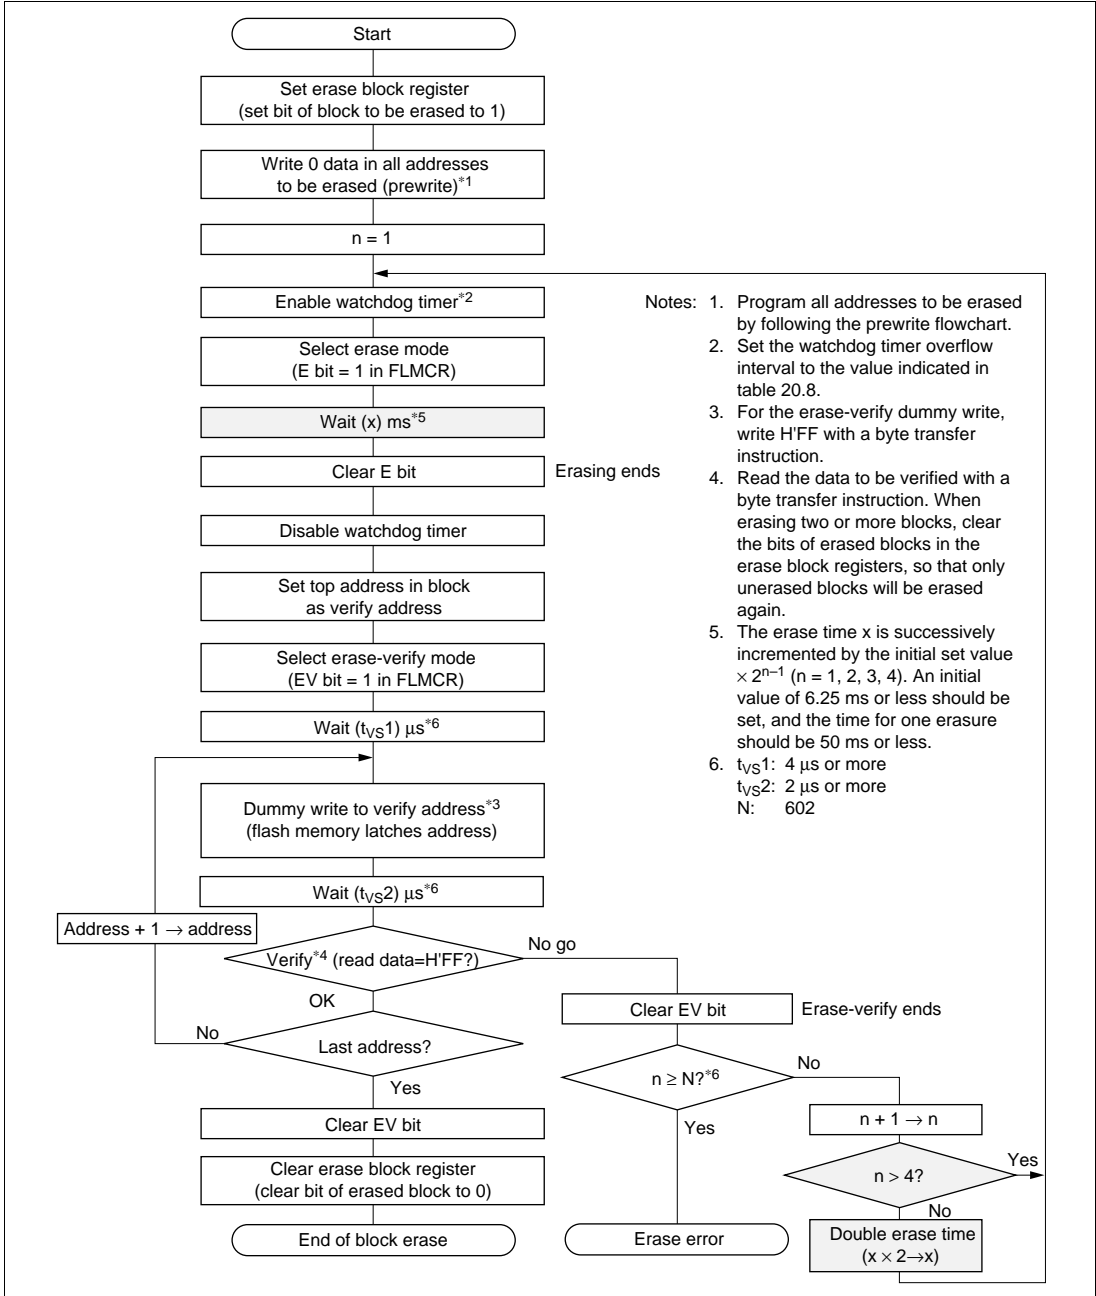 Start
Set erase block register
(set bit of block to be erased to 1)
Write 0 data in all addresses
to be erased (prewrite)*1
n = 1
Enable watchdog timer*2
Select erase mode
(E bit = 1 in FLMCR)
Wait (x) ms*5
Clear E bit
Erasing ends
Disable watchdog timer
Set top address in block
as verify address
Select erase-verify mode
(EV bit = 1 in FLMCR)
Wait (tVS1) μs*6
Dummy write to verify address*3
(flash memory latches address)
Wait (tVS2) μs*6
Address + 1 → address
Verify*4 (read data=H'FF?)
No go
OK
Last address?
No
Yes
Clear EV bit
Clear erase block register
(clear bit of erased block to 0)
End of block erase
Clear EV bit
Erase-verify ends
n ≥ N?*6
No
Yes
Erase error
n + 1 → n
n > 4?
Yes
No
Double erase time
(x × 2→x)
Notes: 1. Program all addresses to be erased
by following the prewrite flowchart.
2. Set the watchdog timer overflow
interval to the value indicated in
table 20.8.
3. For the erase-verify dummy write,
write H'FF with a byte transfer
instruction.
4. Read the data to be verified with a
byte transfer instruction. When
erasing two or more blocks, clear
the bits of erased blocks in the
erase block registers, so that only
unerased blocks will be erased
again.
5. The erase time x is successively
incremented by the initial set value
× 2n–1 (n = 1, 2, 3, 4). An initial
value of 6.25 ms or less should be
set, and the time for one erasure
should be 50 ms or less.
6. tVS1: 4 μs or more
tVS2: 2 μs or more
N: 602